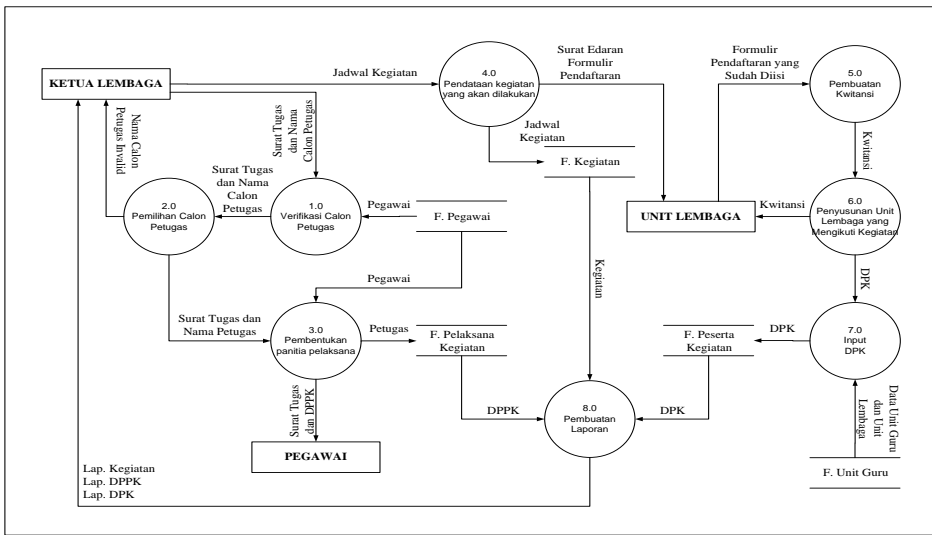 KETUA LEMBAGA
Jadwal Kegiatan
4.0
Pendataan kegiatan
yang akan dilakukan
Surat Edaran
Formulir
Pendaftaran
Formulir
Pendaftaran yang
Sudah Diisi
5.0
Pembuatan
Kwitansi
Nama Calon
Petugas Invalid
Surat Tugas
dan Nama
Calon Petugas
Jadwal
Kegiatan
F. Kegiatan
Kwitansi
2.0
Pemilihan Calon
Petugas
Surat Tugas
dan Nama
Calon
Petugas
1.0
Verifikasi Calon
Petugas
Pegawai
F. Pegawai
UNIT LEMBAGA
Kwitansi
6.0
Penyusunan Unit
Lembaga yang
Mengikuti Kegiatan
Pegawai
Kegiatan
DPK
Surat Tugas dan
Nama Petugas
3.0
Pembentukan
panitia pelaksana
Petugas
F. Pelaksana
Kegiatan
F. Peserta
Kegiatan
DPK
7.0
Input
DPK
Surat Tugas
dan DPPK
DPPK
8.0
Pembuatan
Laporan
DPK
Data Unit Guru
dan Unit
Lembaga
PEGAWAI
F. Unit Guru
Lap. Kegiatan
Lap. DPPK
Lap. DPK